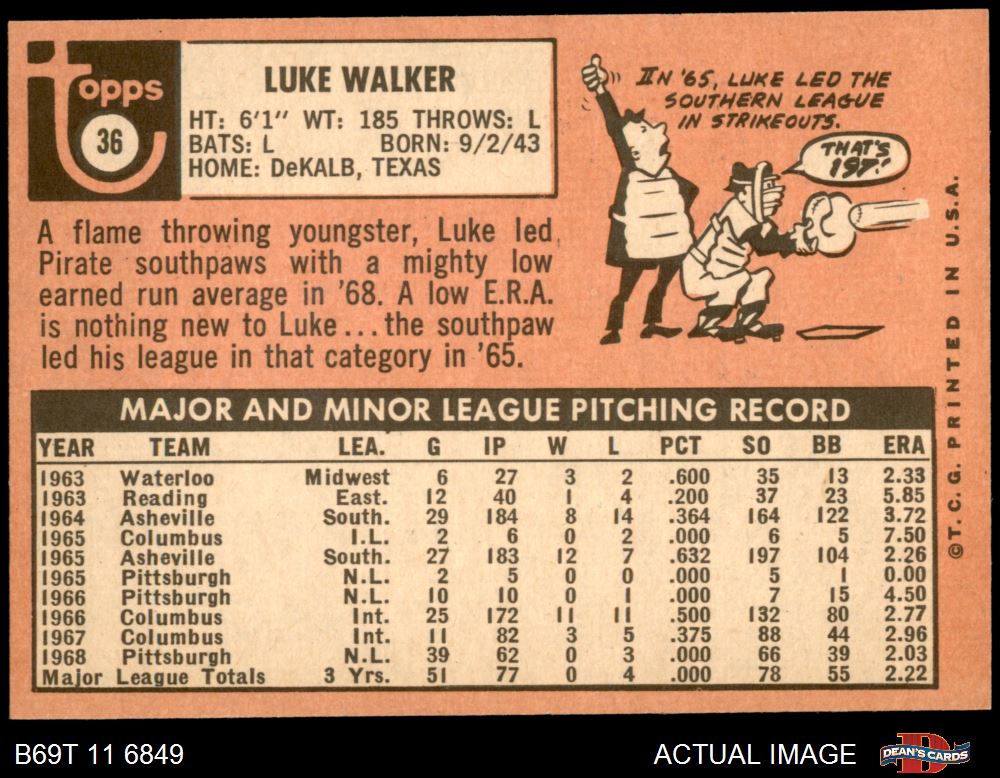 topps
36
LUKE WALKER
HT: 6'1" WT: 185 THROWS: L
BATS: L BORN: 9/2/43
HOME: DeKALB, TEXAS
IN '65, LUKE LED THE
SOUTHERN LEAGUE
IN STRIKEOUTS.
THAT'S
197!
A flame throwing youngster, Luke led
Pirate southpaws with a mighty low
earned run average in '68. A low E.R.A.
is nothing new to Luke...the southpaw
led his league in that category in '65.
MAJOR AND MINOR LEAGUE PITCHING RECORD
YEAR TEAM LEA. G IP W L PCT SO BB ERA
1963 Waterloo Midwest 6 27 3 2 .600 35 13 2.33
1963 Reading East. 12 40 1 4 .200 37 23 5.85
1964 Asheville South. 29 184 8 14 .364 164 122 3.72
1965 Columbus I.L. 2 6 0 2 .000 6 5 7.50
1965 Asheville South. 27 183 12 7 .632 197 104 2.26
1965 Pittsburgh N.L. 2 5 0 0 .000 5 1 0.00
1966 Pittsburgh N.L. 10 10 0 1 .000 7 15 4.50
1966 Columbus Int. 25 172 11 11 .500 132 80 2.77
1967 Columbus Int. 11 82 3 5 .375 88 44 2.96
1968 Pittsburgh N.L. 39 62 0 3 .000 66 39 2.03
Major League Totals 3 Yrs. 51 77 0 4 .000 78 55 2.22
© T. C. G. PRINTED IN U.S.A.
B69T 11 6849
ACTUAL IMAGE
D
DEAN'S CARDS